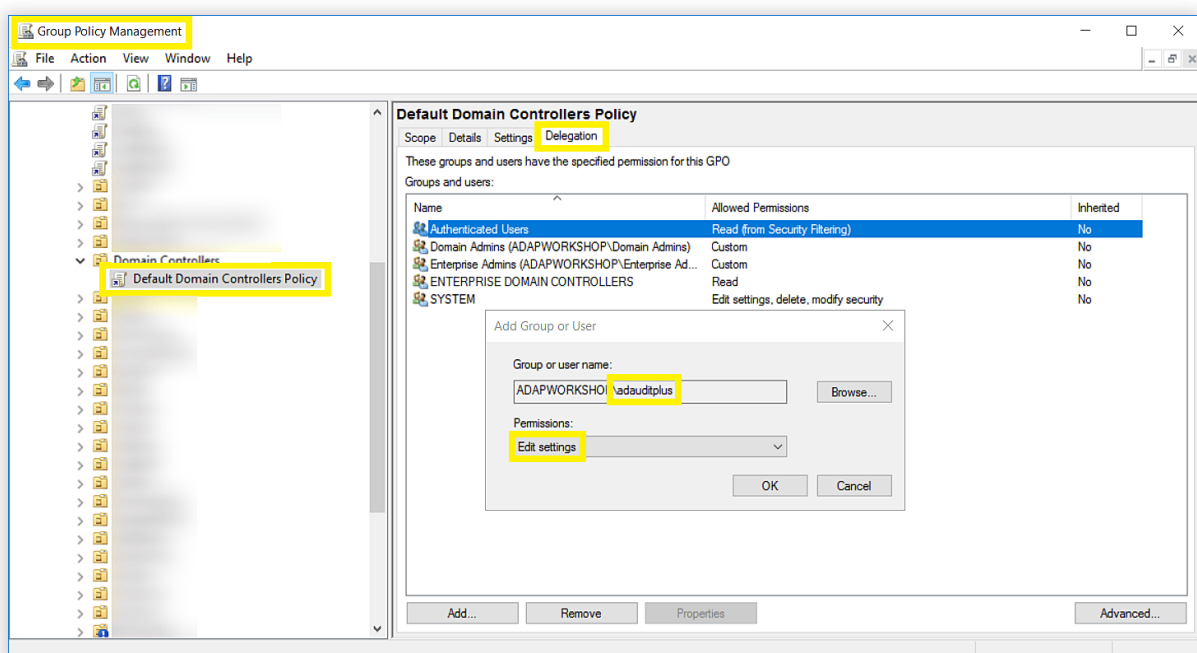 Group Policy Management
File Action View Window Help
Domain Controllers
Default Domain Controllers Policy
Default Domain Controllers Policy
Scope Details Settings Delegation
These groups and users have the specified permission for this GPO
Groups and users:
Name Allowed Permissions Inherited
Authenticated Users Read (from Security Filtering) No
Domain Admins (ADAPWORKSHOP\Domain Admins) Custom No
Enterprise Admins (ADAPWORKSHOP\Enterprise Ad... Custom No
ENTERPRISE DOMAIN CONTROLLERS Read No
SYSTEM Edit settings, delete, modify security No
Add Group or User
Group or user name:
ADAPWORKSHOP\adauditplus Browse...
Permissions:
Edit settings
OK Cancel
Add... Remove Properties Advanced...